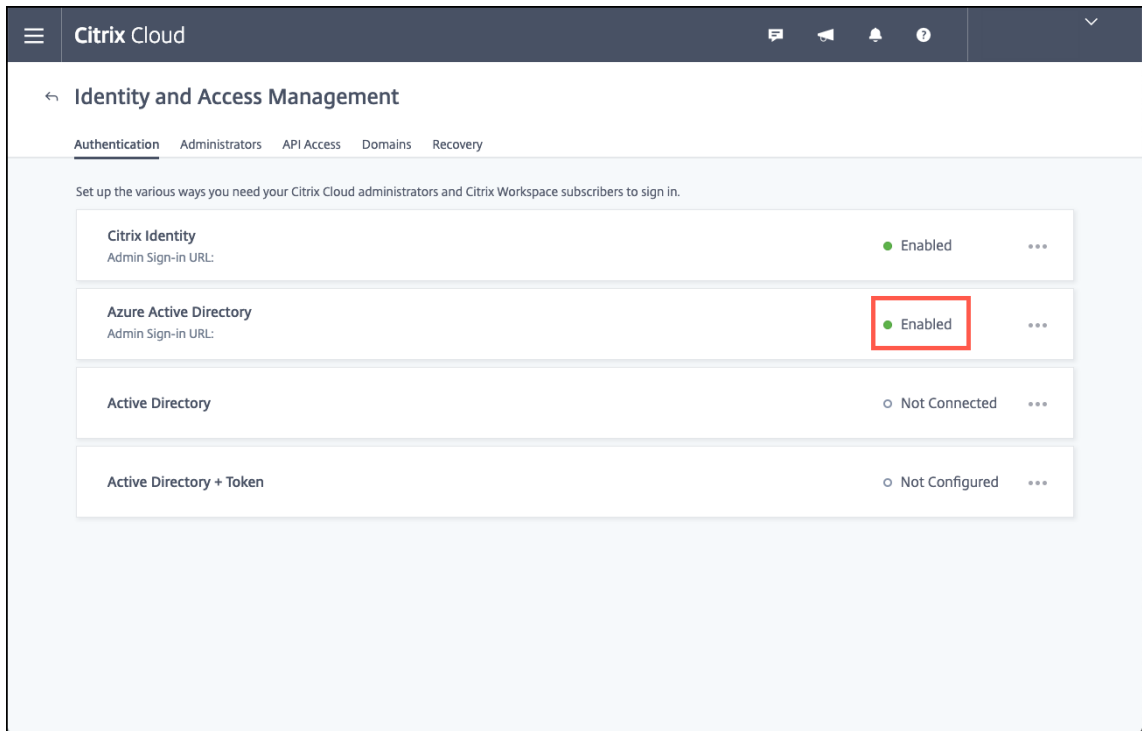 Citrix Cloud
Identity and Access Management
Authentication Administrators API Access Domains Recovery
Set up the various ways you need your Citrix Cloud administrators and Citrix Workspace subscribers to sign in.
Citrix Identity
Admin Sign-in URL:
Enabled
Azure Active Directory
Admin Sign-in URL:
Enabled
Active Directory
Not Connected
Active Directory + Token
Not Configured